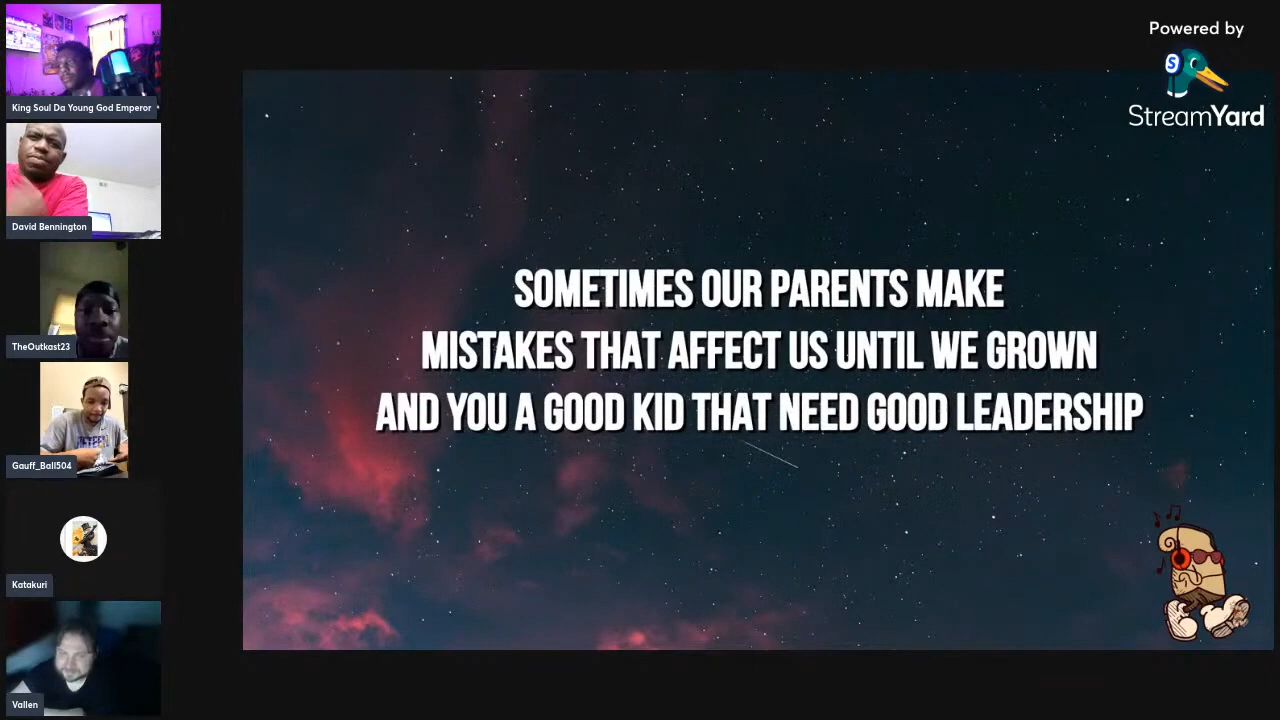 Powered by
StreamYard
King Soul Da Young God Emperor
David Bennington
TheOutkast23
Gauff_Ball504
Katakuri
Vallen
SOMETIMES OUR PARENTS MAKE
MISTAKES THAT AFFECT US UNTIL WE GROWN
AND YOU A GOOD KID THAT NEED GOOD LEADERSHIP